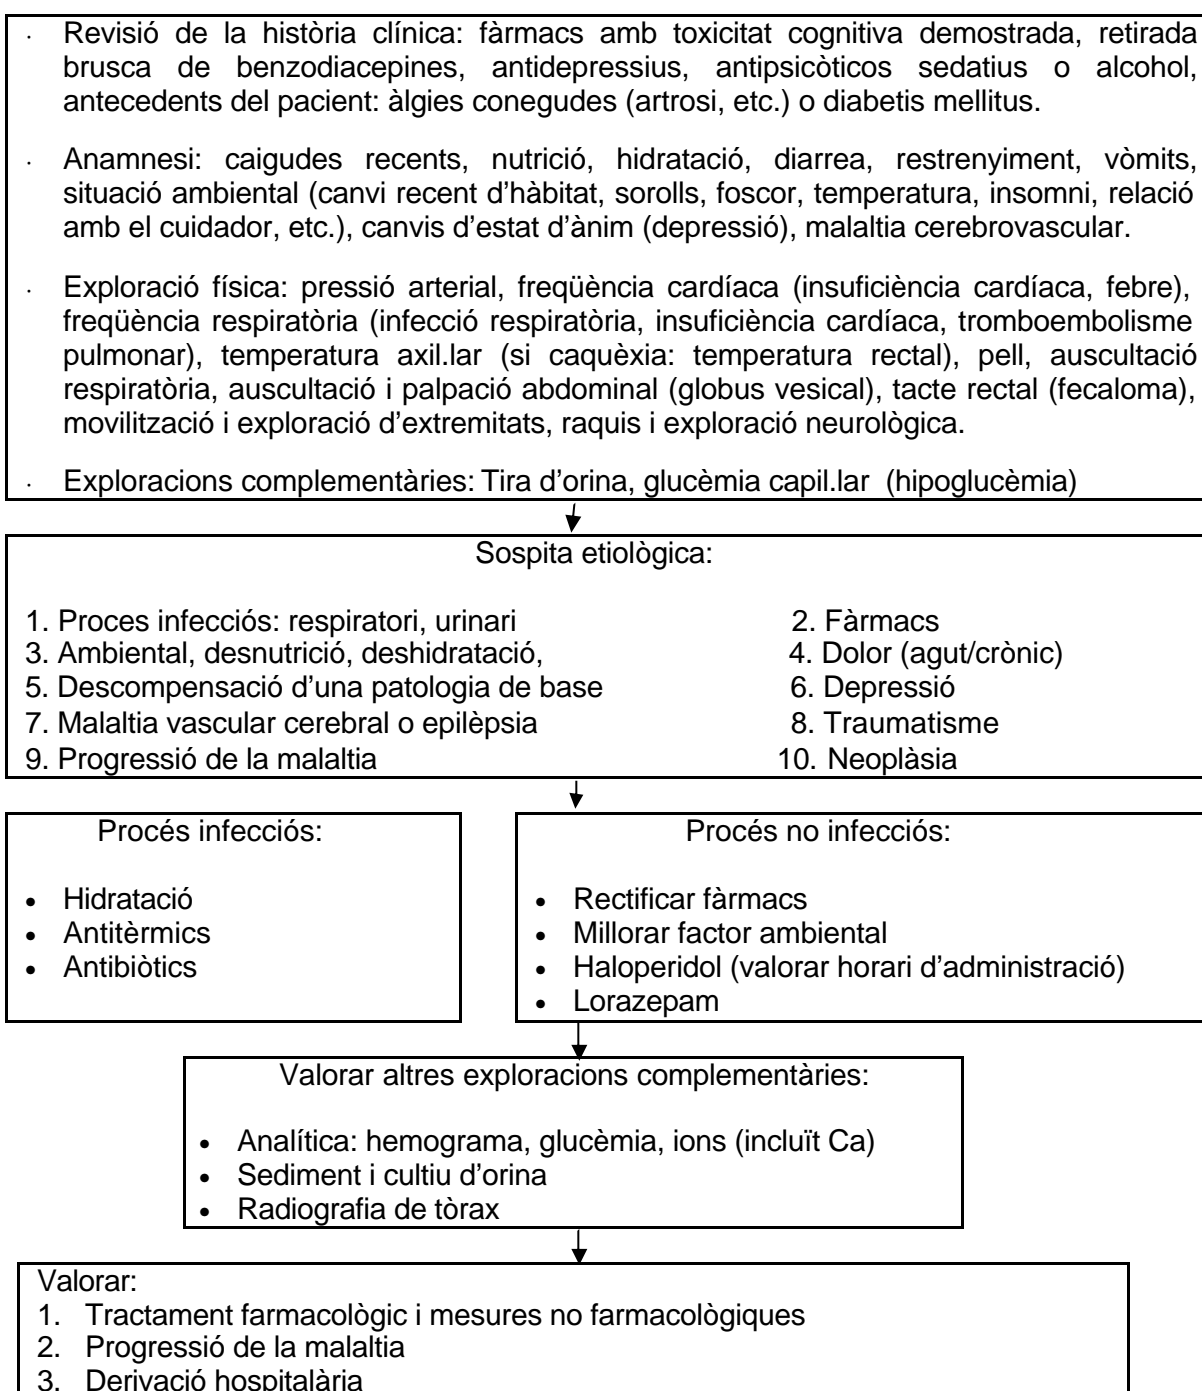 · Revisió de la història clínica: fàrmacs amb toxicitat cognitiva demostrada, retirada
brusca de benzodiacepines, antidepressius, antipsicòtics sedatius o alcohol,
antecedents del pacient: àlgies conegudes (artrosi, etc.) o diabetis mellitus.
· Anamnesi: caigudes recents, nutrició, hidratació, diarrea, restrenyiment, vòmits,
situació ambiental (canvi recent d’hàbitat, sorolls, foscor, temperatura, insomni, relació
amb el cuidador, etc.), canvis d’estat d’ànim (depressió), malaltia cerebrovascular.
· Exploració física: pressió arterial, freqüència cardíaca (insuficiència cardíaca, febre),
freqüència respiratòria (infecció respiratòria, insuficiència cardíaca, tromboembolisme
pulmonar), temperatura axil.lar (si caquèxia: temperatura rectal), pell, auscultació
respiratòria, auscultació i palpació abdominal (globus vesical), tacte rectal (fecaloma),
movilització i exploració d’extremitats, raquis i exploració neurològica.
· Exploracions complementàries: Tira d’orina, glucèmia capil.lar (hipoglucèmia)
Sospita etiològica:
1. Proces infecciós: respiratori, urinari 2. Fàrmacs
3. Ambiental, desnutrició, deshidratació, 4. Dolor (agut/crònic)
5. Descompensació d’una patologia de base 6. Depressió
7. Malaltia vascular cerebral o epilèpsia 8. Traumatisme
9. Progressió de la malaltia 10. Neoplàsia
Procés infecciós:
• Hidratació
• Antitèrmics
• Antibiòtics
Procés no infecciós:
• Rectificar fàrmacs
• Millorar factor ambiental
• Haloperidol (valorar horari d’administració)
• Lorazepam
Valorar altres exploracions complementàries:
• Analítica: hemograma, glucèmia, ions (incluït Ca)
• Sediment i cultiu d’orina
• Radiografia de tòrax
Valorar:
1. Tractament farmacològic i mesures no farmacològiques
2. Progressió de la malaltia
3. Derivació hospitalària